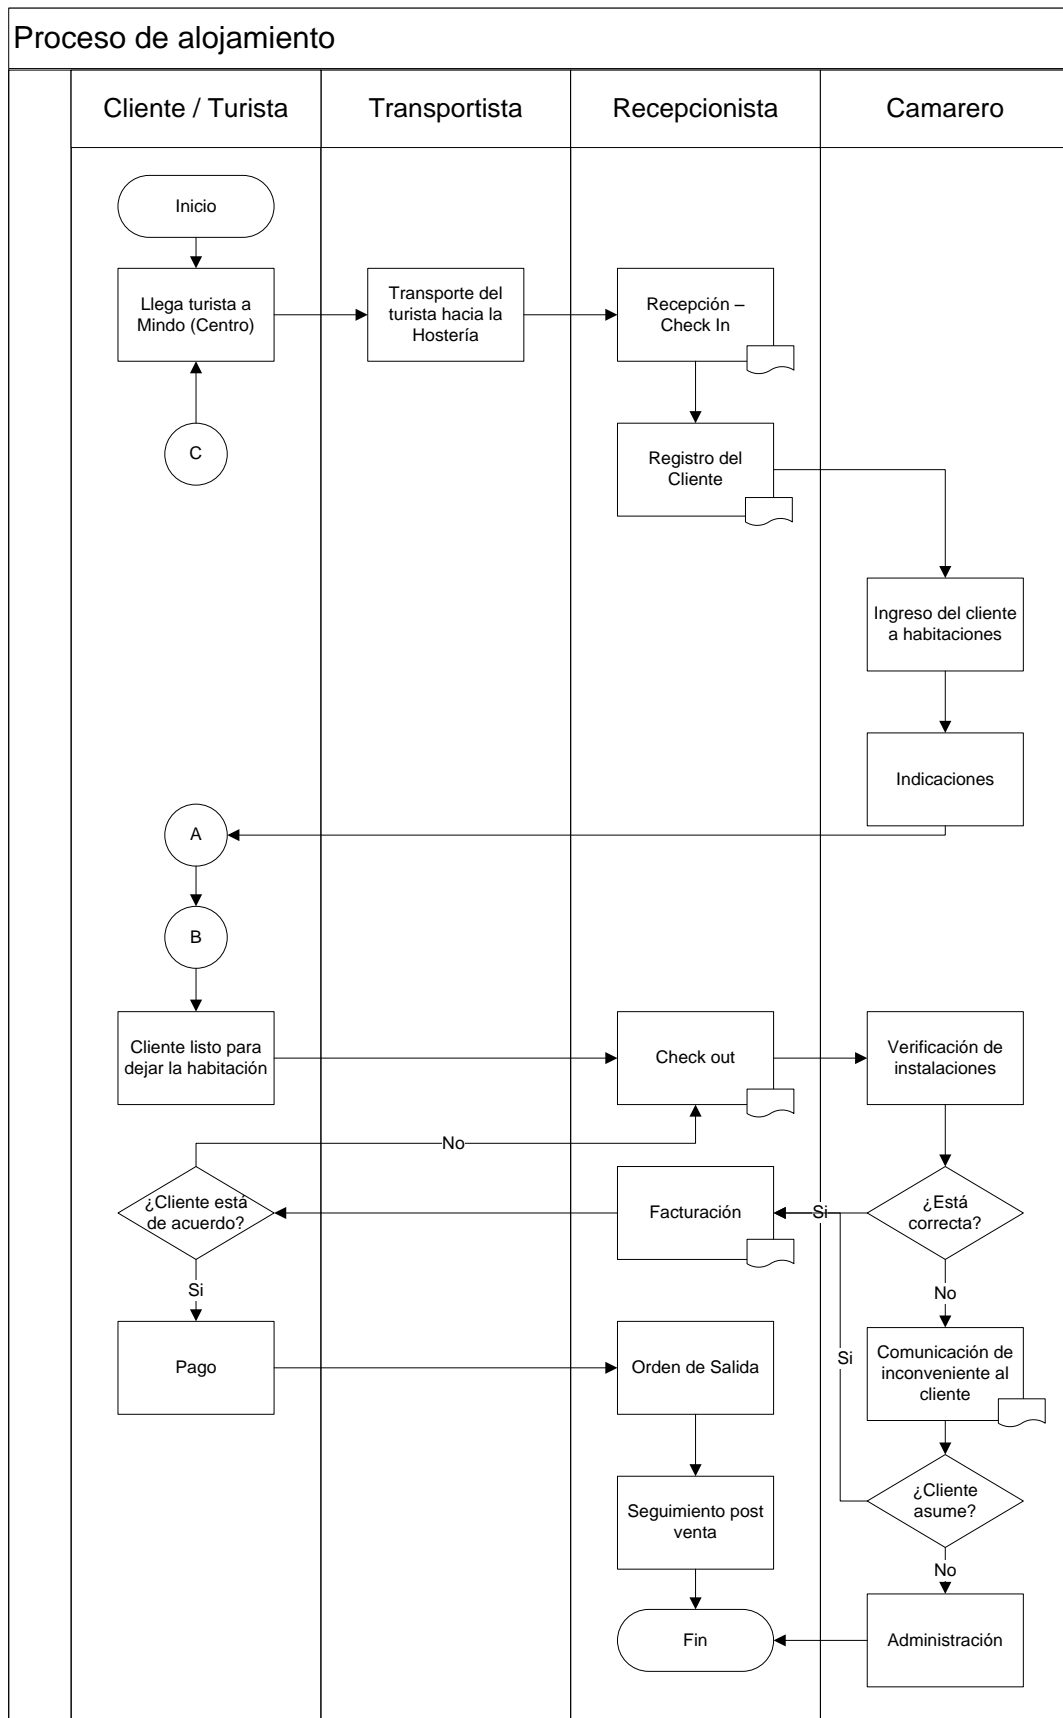 Proceso de alojamiento
Cliente / Turista
Transportista
Recepcionista
Camarero
Inicio
Llega turista a
Mindo (Centro)
Transporte del
turista hacia la
Hostería
Recepción –
Check In
C
Registro del
Cliente
Ingreso del cliente
a habitaciones
Indicaciones
A
B
Cliente listo para
dejar la habitación
Check out
Verificación de
instalaciones
No
¿Cliente está
de acuerdo?
Facturación
Si
¿Está
correcta?
Si
No
Pago
Orden de Salida
Si
Comunicación de
inconveniente al
cliente
Seguimiento post
venta
¿Cliente
asume?
No
Fin
Administración